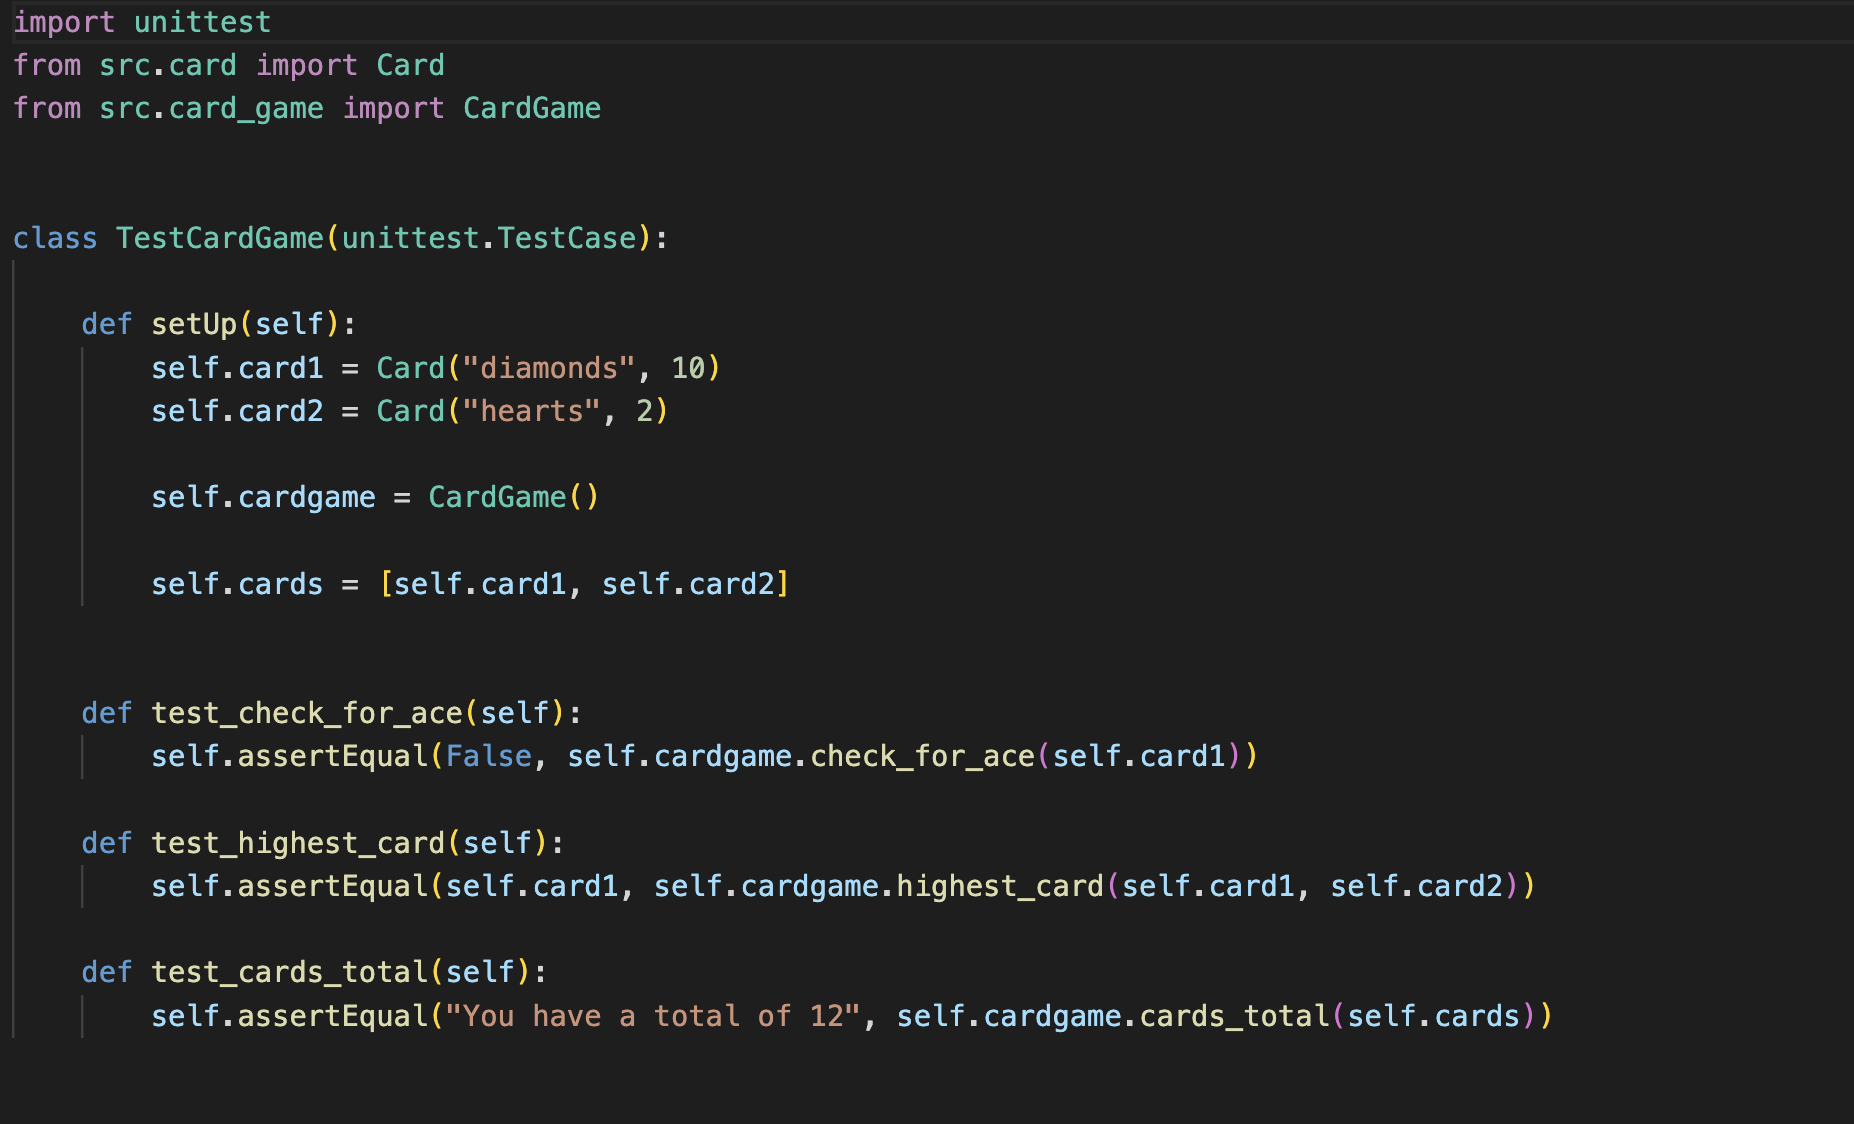 import unittest
from src.card import Card
from src.card_game import CardGame
class TestCardGame(unittest.TestCase):
    def setUp(self):
        self.card1 = Card("diamonds", 10)
        self.card2 = Card("hearts", 2)
        self.cardgame = CardGame()
        self.cards = [self.card1, self.card2]
    def test_check_for_ace(self):
        self.assertEqual(False, self.cardgame.check_for_ace(self.card1))
    def test_highest_card(self):
        self.assertEqual(self.card1, self.cardgame.highest_card(self.card1, self.card2))
    def test_cards_total(self):
        self.assertEqual("You have a total of 12", self.cardgame.cards_total(self.cards))